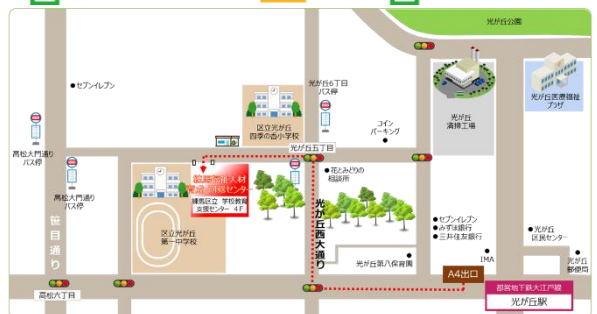 光が丘公園
セブンイレブン
光が丘6丁目
バス停
区立光が丘
四季の香小学校
コイン
パーキング
光が丘
清掃工場
光が丘医療福祉
プラザ
高松大門通り
バス停
光が丘五丁目
花とみどりの
相談所
高松大門通り
バス停
育成・研修センター
練馬区立 学校教育
支援センター 4F
笹目通り
区立光が丘
第一中学校
光が丘西大通り
セブンイレブン
みずほ銀行
三井住友銀行
IMA
光が丘
区民センター
光が丘
郵便局
光が丘第八保育園
A4出口
高松六丁目
都営地下鉄大江戸線
光が丘駅